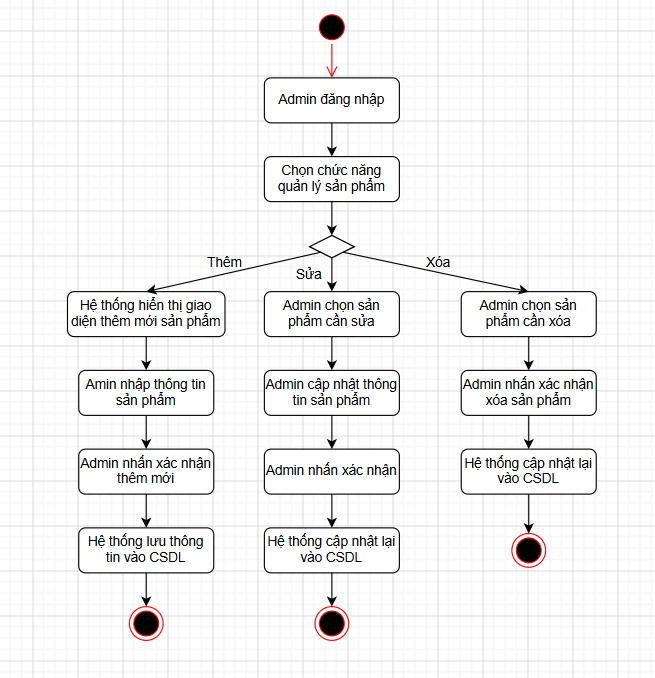 Admin đăng nhập
Chọn chức năng
quản lý sản phẩm
Thêm
Sửa
Xóa
Hệ thống hiển thị giao
diện thêm mới sản phẩm
Admin chọn sản
phẩm cần sửa
Admin chọn sản
phẩm cần xóa
Amin nhập thông tin
sản phẩm
Admin cập nhật thông
tin sản phẩm
Admin nhấn xác nhận
xóa sản phẩm
Admin nhấn xác nhận
thêm mới
Admin nhấn xác nhận
Hệ thống cập nhật lại
vào CSDL
Hệ thống lưu thông
tin vào CSDL
Hệ thống cập nhật lại
vào CSDL